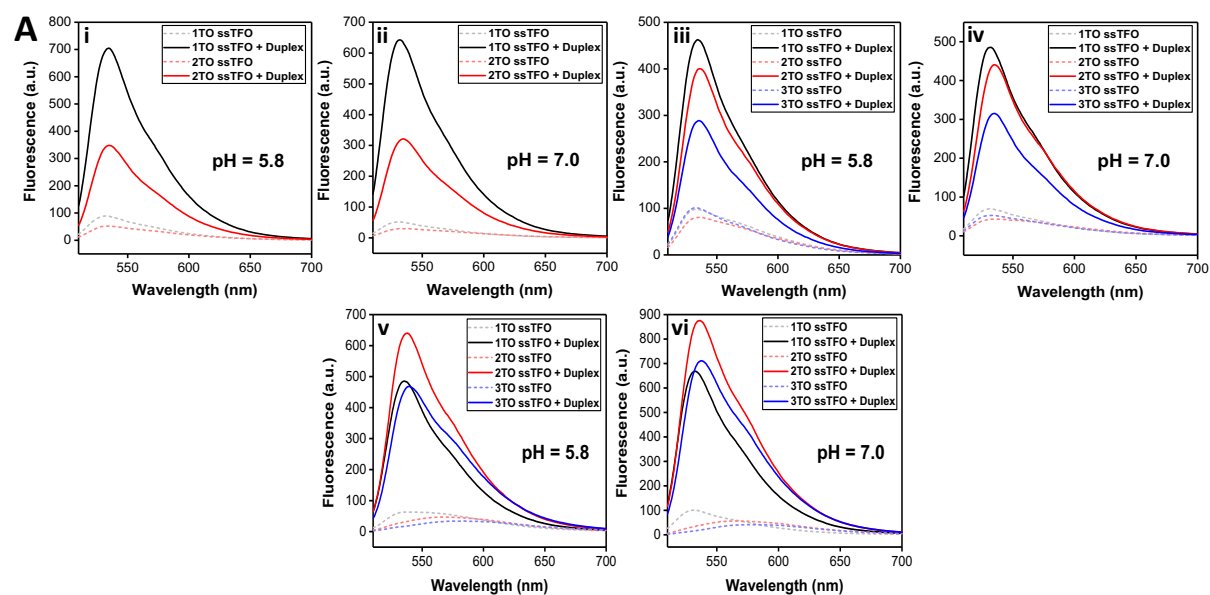 A
i
800
700
600
500
400
300
200
100
0
550
600
650
700
Fluorescence (a.u.)
Wavelength (nm)
1TO ssTFO
1TO ssTFO + Duplex
2TO ssTFO
2TO ssTFO + Duplex
pH = 5.8
ii
700
600
500
400
300
200
100
0
550
600
650
700
Fluorescence (a.u.)
Wavelength (nm)
1TO ssTFO
1TO ssTFO + Duplex
2TO ssTFO
2TO ssTFO + Duplex
pH = 7.0
iii
500
400
300
200
100
0
550
600
650
700
Fluorescence (a.u.)
Wavelength (nm)
1TO ssTFO
1TO ssTFO + Duplex
2TO ssTFO
2TO ssTFO + Duplex
3TO ssTFO
3TO ssTFO + Duplex
pH = 5.8
iv
500
400
300
200
100
0
550
600
650
700
Fluorescence (a.u.)
Wavelength (nm)
1TO ssTFO
1TO ssTFO + Duplex
2TO ssTFO
2TO ssTFO + Duplex
3TO ssTFO
3TO ssTFO + Duplex
pH = 7.0
v
700
600
500
400
300
200
100
0
550
600
650
700
Fluorescence (a.u.)
Wavelength (nm)
1TO ssTFO
1TO ssTFO + Duplex
2TO ssTFO
2TO ssTFO + Duplex
3TO ssTFO
3TO ssTFO + Duplex
pH = 5.8
vi
900
800
700
600
500
400
300
200
100
0
550
600
650
700
Fluorescence (a.u.)
Wavelength (nm)
1TO ssTFO
1TO ssTFO + Duplex
2TO ssTFO
2TO ssTFO + Duplex
3TO ssTFO
3TO ssTFO + Duplex
pH = 7.0